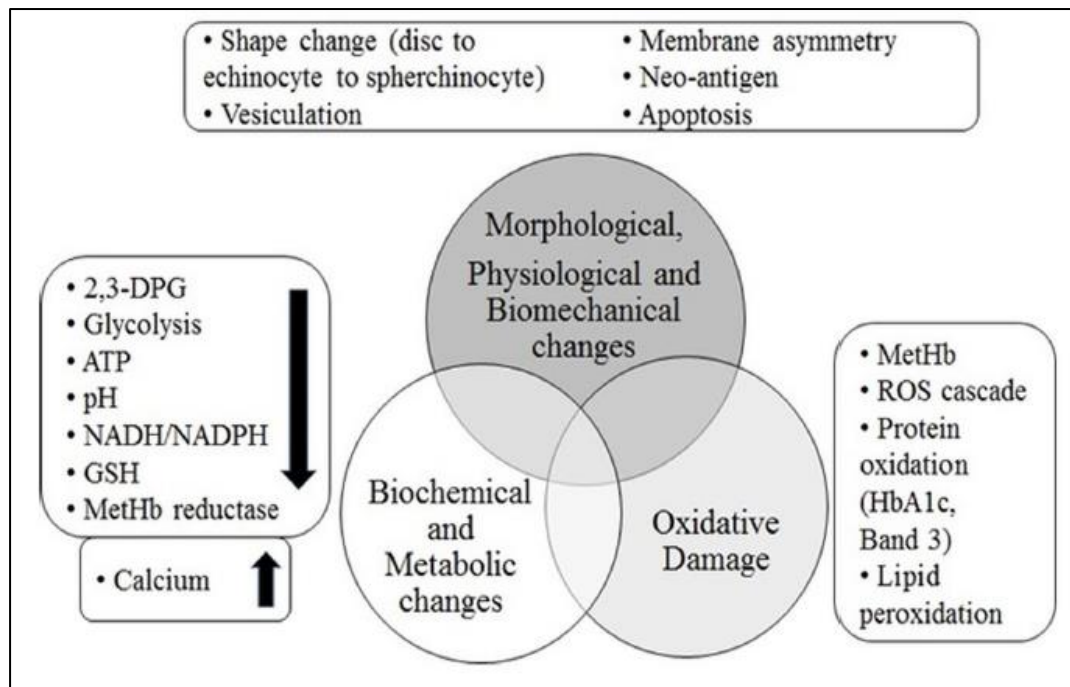 • Shape change (disc to
echinocyte to spherchinocyte)
• Vesiculation
• Membrane asymmetry
• Neo-antigen
• Apoptosis
Morphological,
Physiological and
Biomechanical
changes
• 2,3-DPG
• Glycolysis
• ATP
• pH
• NADH/NADPH
• GSH
• MetHb reductase
• Calcium
Biochemical
and
Metabolic
changes
Oxidative
Damage
• MetHb
• ROS cascade
• Protein
oxidation
(HbA1c,
Band 3)
• Lipid
peroxidation